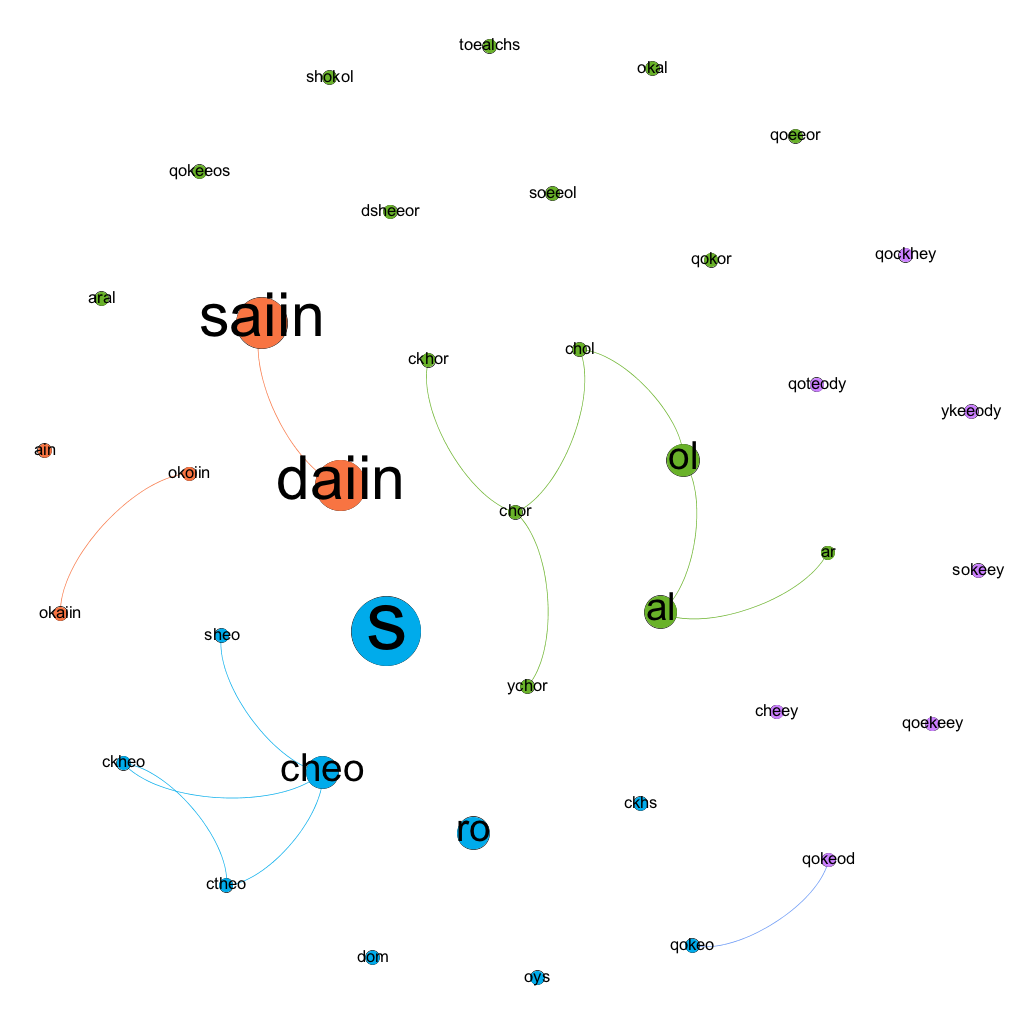 toealchs
okal
shokol
qoeeor
qokeeos
soeeol
dsheeor
qockhey
qokor
aral
saiin
ckhor
chol
qoteody
ykeeody
ain
ol
okoiin
daiin
chor
ar
sokeey
okaiin
al
s
sheo
ychor
cheey
qoekeey
ckheo
cheo
ckhs
ro
qokeod
ctheo
qokeo
dom
oys